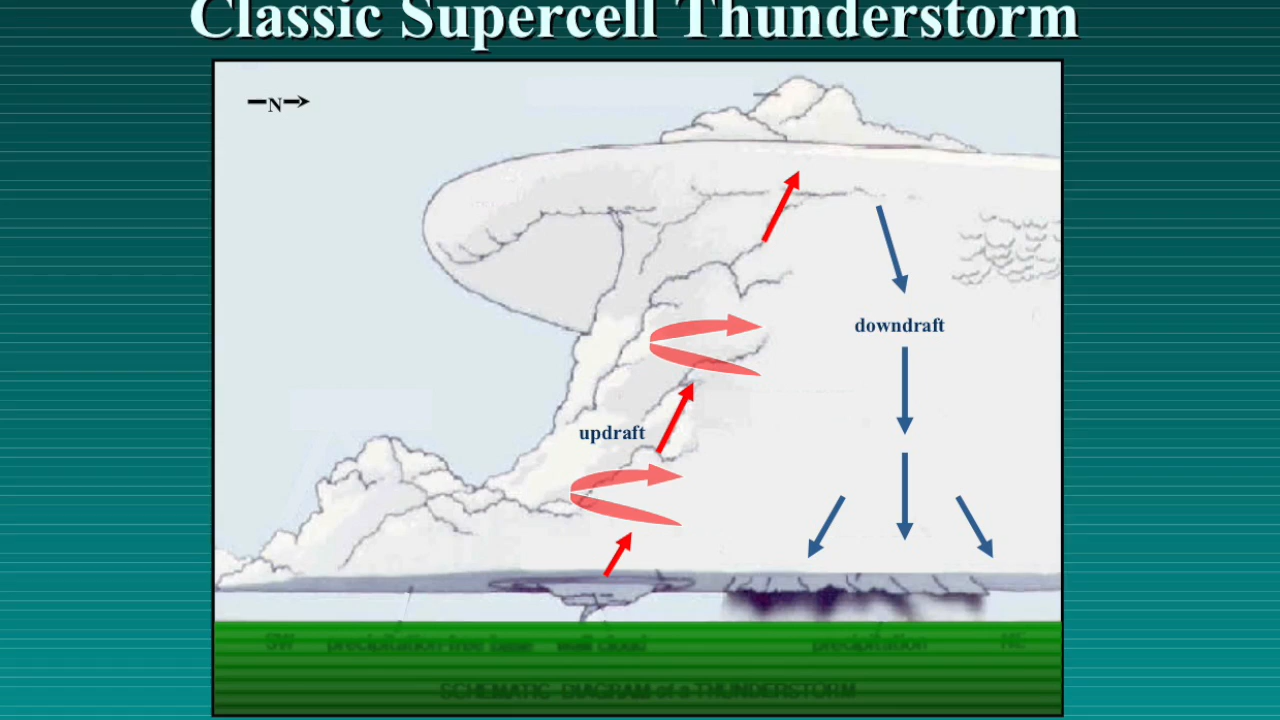 Classic Supercell Thunderstorm
N
downdraft
updraft
SW precipitation-free base wall cloud precipitation NE
SCHEMATIC DIAGRAM of a THUNDERSTORM